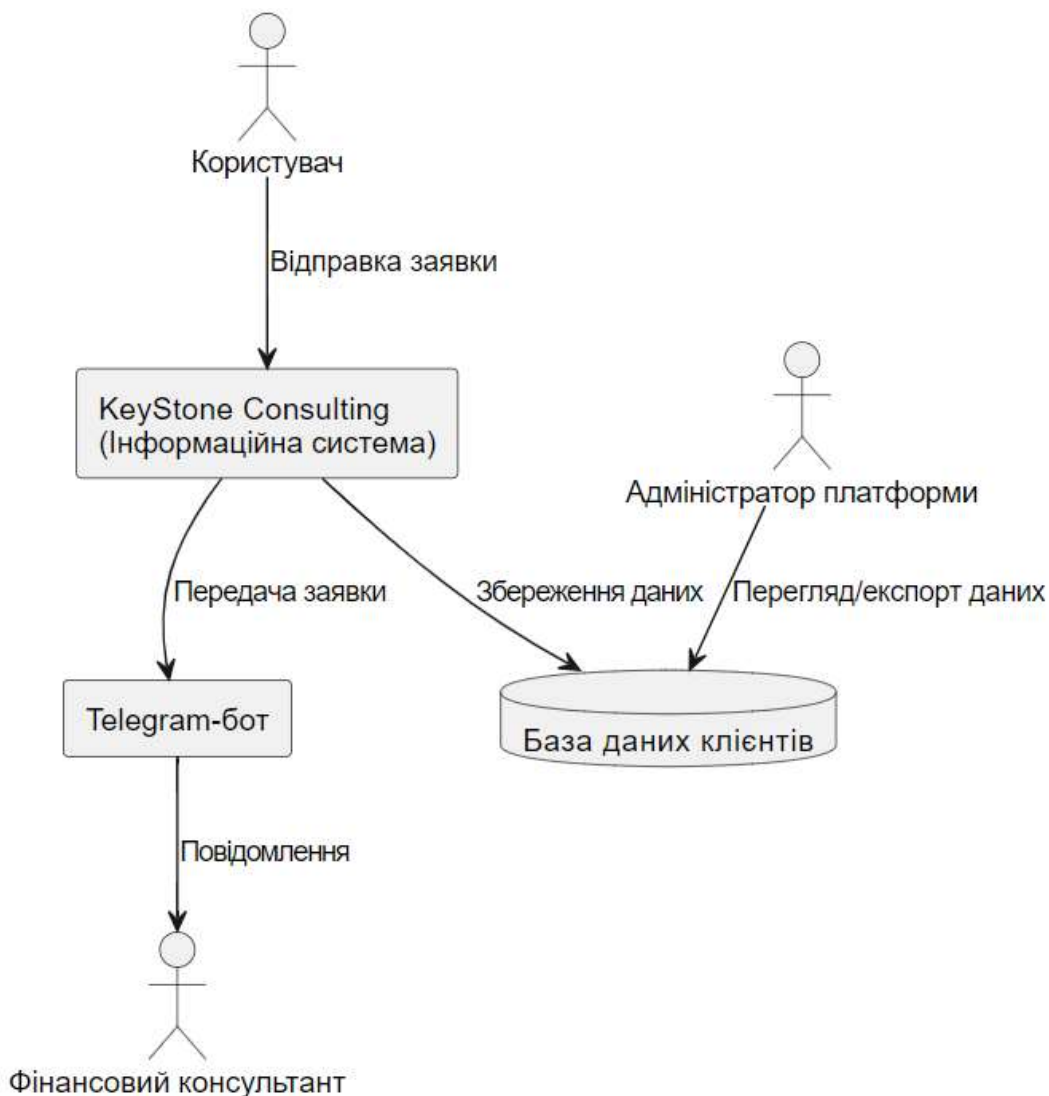 Користувач
Відправка заявки
KeyStone Consulting
(Інформаційна система)
Адміністратор платформи
Передача заявки
Збереження даних
Перегляд/експорт даних
Telegram-бот
База даних клієнтів
Повідомлення
Фінансовий консультант